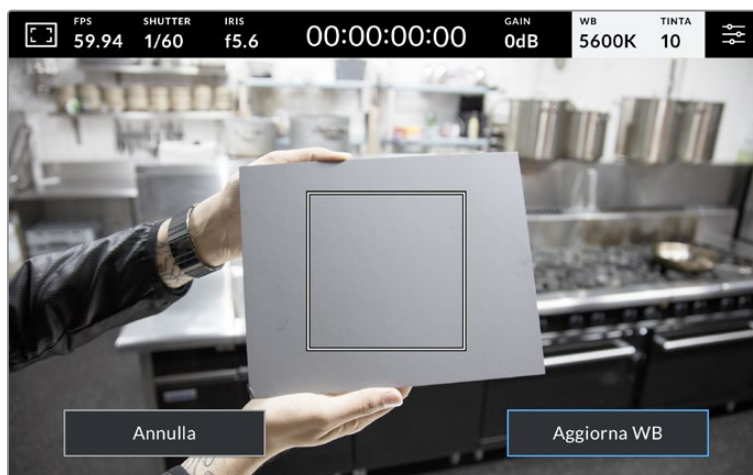 FPS SHUTTER IRIS GAIN WB TINTA
59.94 1/60 f5.6 00:00:00:00 0dB 5600K 10
Annulla Aggiorna WB